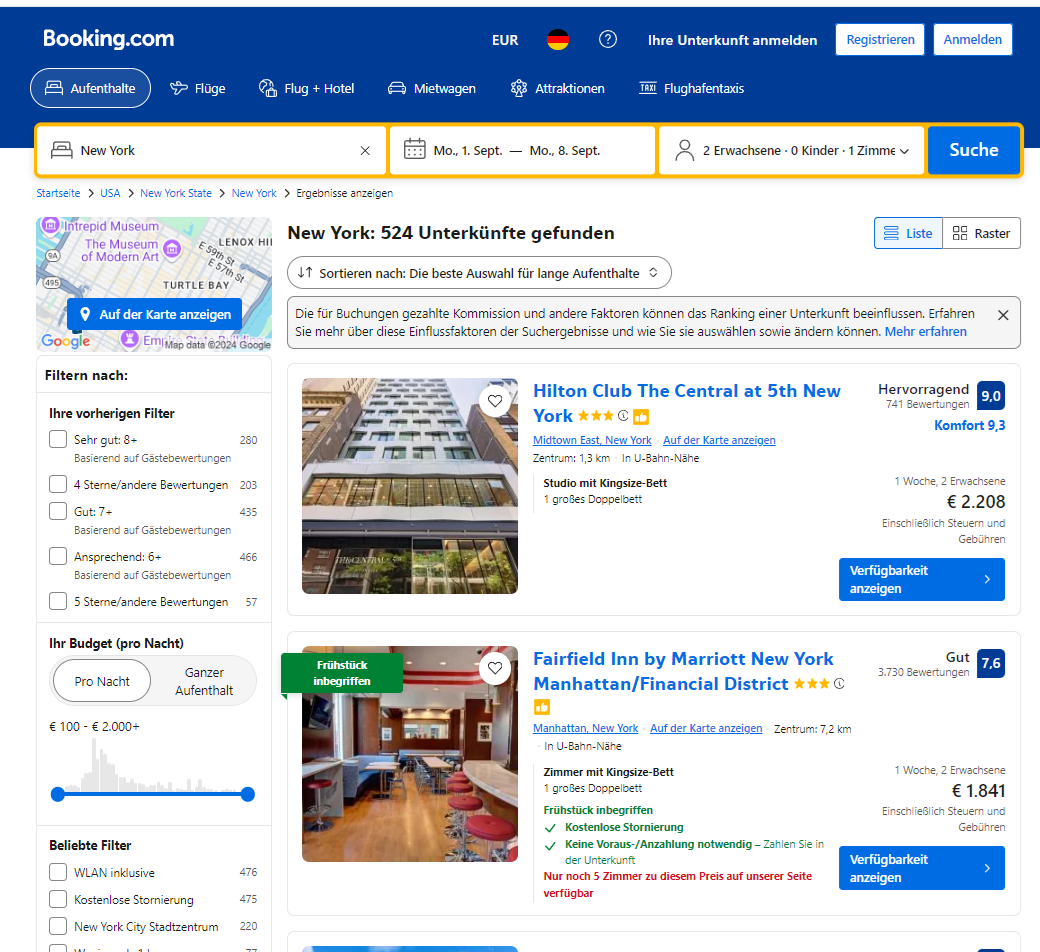 Booking.com
EUR
Ihre Unterkunft anmelden
Registrieren
Anmelden
Aufenthalte
Flüge
Flug + Hotel
Mietwagen
Attraktionen
TAXI
Flughafentaxis
New York
Mo., 1. Sept. — Mo., 8. Sept.
2 Erwachsene · 0 Kinder · 1 Zimme
Suche
Startseite > USA > New York State > New York > Ergebnisse anzeigen
Intrepid Museum
The Museum
of Modern Art
LENOX HI
E 59th St
E 57th St
9A
495
TURTLE BAY
Auf der Karte anzeigen
Google
Map data ©2024 Google
New York: 524 Unterkünfte gefunden
Liste
Raster
Sortieren nach: Die beste Auswahl für lange Aufenthalte
Die für Buchungen gezahlte Kommission und andere Faktoren können das Ranking einer Unterkunft beeinflussen. Erfahren
Sie mehr über diese Einflussfaktoren der Suchergebnisse und wie Sie sie auswählen sowie ändern können. Mehr erfahren
Filtern nach:
Ihre vorherigen Filter
Sehr gut: 8+ 280
Basierend auf Gästebewertungen
4 Sterne/andere Bewertungen 203
Gut: 7+ 435
Basierend auf Gästebewertungen
Ansprechend: 6+ 466
Basierend auf Gästebewertungen
5 Sterne/andere Bewertungen 57
Ihr Budget (pro Nacht)
Pro Nacht
Ganzer
Aufenthalt
€ 100 - € 2.000+
Beliebte Filter
WLAN inklusive 476
Kostenlose Stornierung 475
New York City Stadtzentrum 220
THE CENTRAL
Hilton Club The Central at 5th New
York
Midtown East, New York · Auf der Karte anzeigen ·
Zentrum: 1,3 km · In U-Bahn-Nähe
Studio mit Kingsize-Bett
1 großes Doppelbett
Hervorragend
741 Bewertungen
9,0
Komfort 9,3
1 Woche, 2 Erwachsene
€ 2.208
Einschließlich Steuern und
Gebühren
Verfügbarkeit
anzeigen
Frühstück
inbegriffen
Fairfield Inn by Marriott New York
Manhattan/Financial District
Manhattan, New York · Auf der Karte anzeigen · Zentrum: 7,2 km
· In U-Bahn-Nähe
Zimmer mit Kingsize-Bett
1 großes Doppelbett
Frühstück inbegriffen
Kostenlose Stornierung
Keine Voraus-/Anzahlung notwendig – Zahlen Sie in
der Unterkunft
Nur noch 5 Zimmer zu diesem Preis auf unserer Seite
verfügbar
Gut
3.730 Bewertungen
7,6
1 Woche, 2 Erwachsene
€ 1.841
Einschließlich Steuern und
Gebühren
Verfügbarkeit
anzeigen